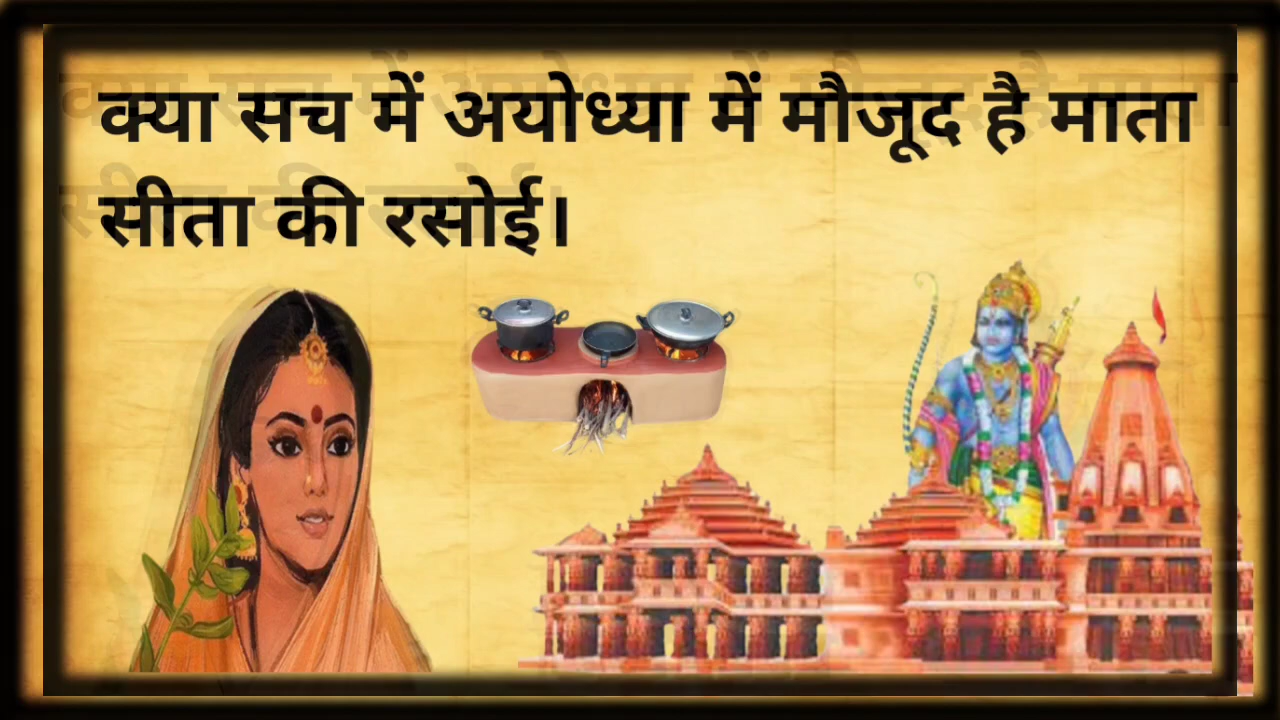 क्या सच में अयोध्या में मौजूद है माता
सीता की रसोई।